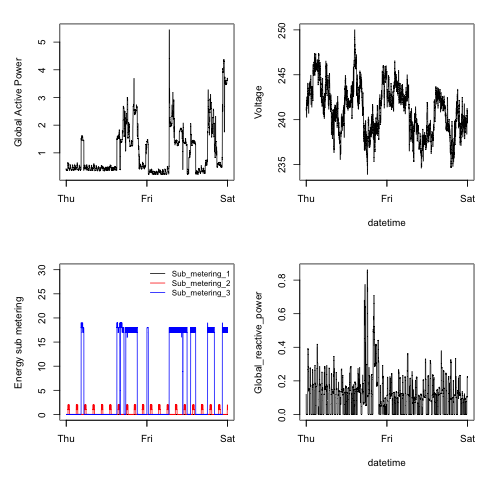 Global Active Power
5
4
3
2
1
Thu Fri Sat
Voltage
250
245
240
235
Thu Fri Sat
datetime
Energy sub metering
30
25
20
15
10
5
0
Sub_metering_1
Sub_metering_2
Sub_metering_3
Thu Fri Sat
Global_reactive_power
0.8
0.6
0.4
0.2
0.0
Thu Fri Sat
datetime